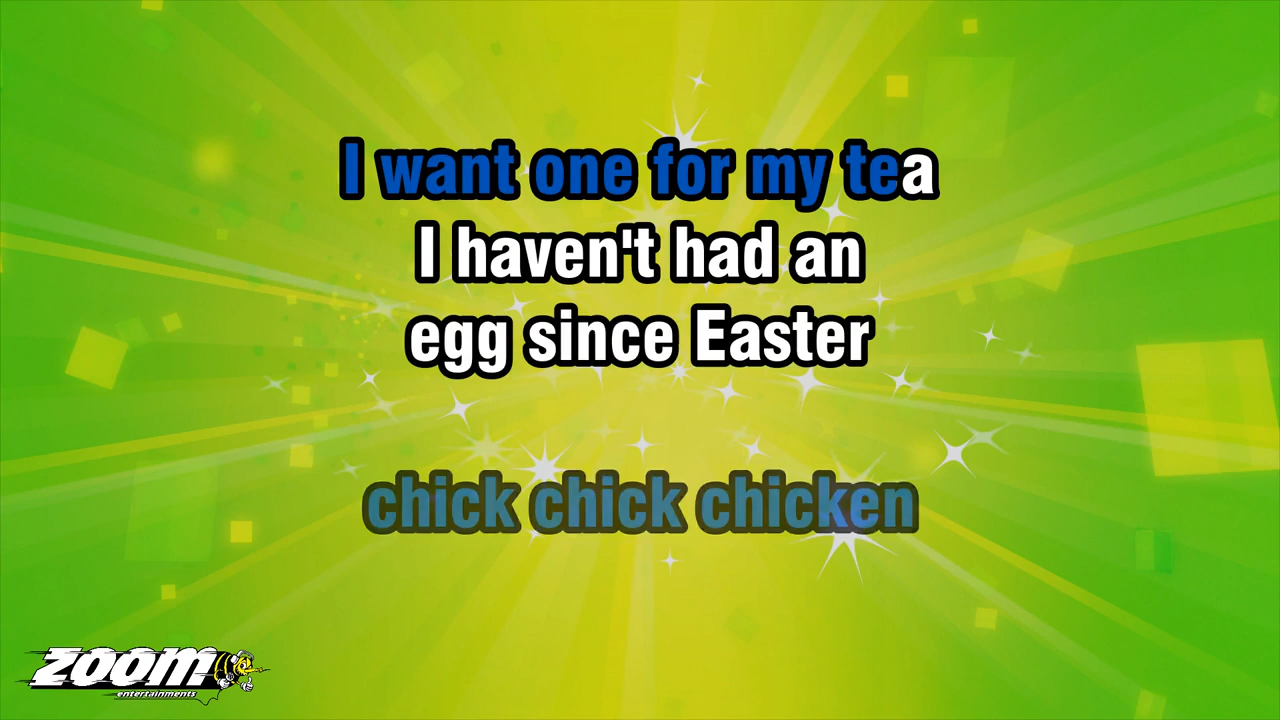 I want one for my tea
I haven't had an
egg since Easter
chick chick chicken
zoom
entertainments